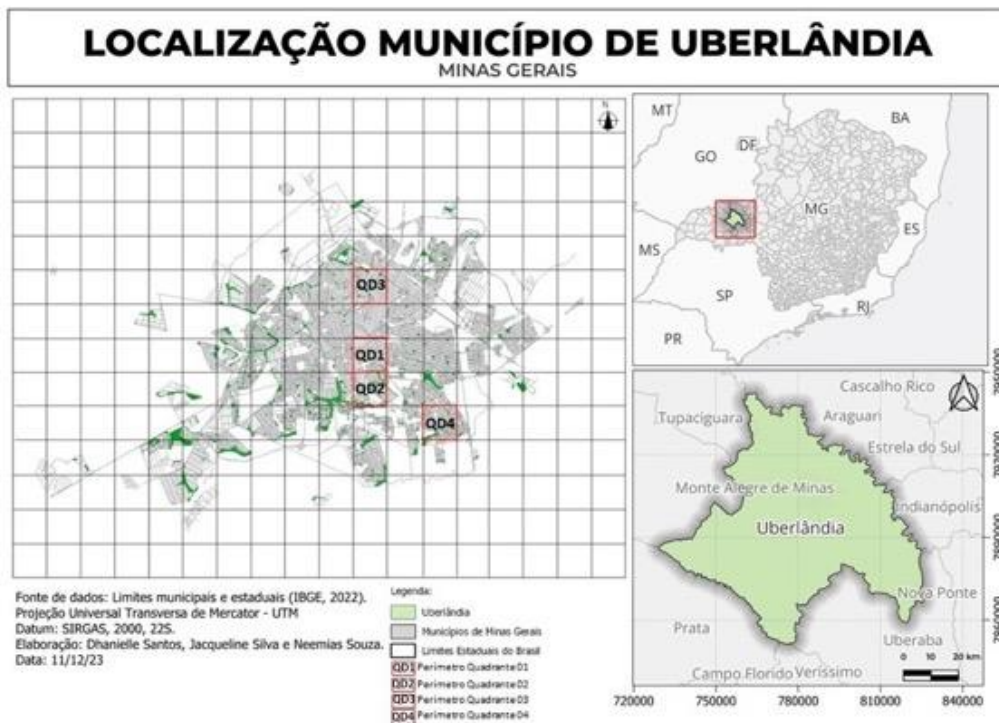 LOCALIZAÇÃO MUNICÍPIO DE UBERLÂNDIA
MINAS GERAIS
N
QD3
QD1
QD2
QD4
MT
BA
DF
GO
MG
ES
MS
SP
RJ
PR
Cascalho Rico
Tupaciguara
Araguari
Estrela do Sul
Monte Alegre de Minas
Indianópolis
Uberlândia
Nova Ponte
Prata
Uberaba
0 10 20 km
Campo Florido Veríssimo
720000 750000 780000 810000 840000
7860000
Fonte de dados: Limites municipais e estaduais (IBGE, 2022).
Projeção Universal Transversa de Mercator - UTM
Datum: SIRGAS, 2000, 22S.
Elaboração: Dhanielle Santos, Jacqueline Silva e Neemias Souza.
Data: 11/12/23
Legenda:
Uberlândia
Municípios de Minas Gerais
Limites Estaduais do Brasil
QD1 Perímetro Quadrante 01
QD2 Perímetro Quadrante 02
QD3 Perímetro Quadrante 03
QD4 Perímetro Quadrante 04